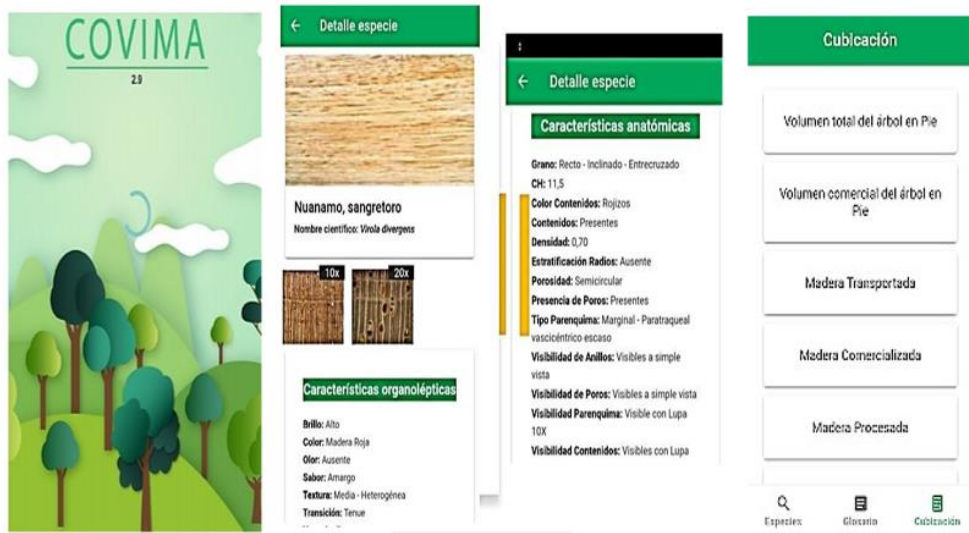 COVIMA
2.9
Detalle especie
Nuanamo, sangretoro
Nombre científico: Virola divergens
10x
20x
Características organolépticas
Brillo: Alto
Color: Madera Roja
Olor: Ausente
Sabor: Amargo
Textura: Media - Heterogénea
Transición: Tenue
Detalle especie
Características anatómicas
Grano: Recto - Inclinado - Entrecruzado
CH: 11,5
Color Contenidos: Rojizos
Contenidos: Presentes
Densidad: 0,70
Estratificación Radios: Ausente
Porosidad: Semicircular
Presencia de Poros: Presentes
Tipo Parenquima: Marginal - Paratraqueal
vascicéntrico escaso
Visibilidad de Anillos: Visibles a simple
vista
Visibilidad de Poros: Visibles a simple vista
Visibilidad Parenquima: Visible con Lupa
10X
Visibilidad Contenidos: Visibles con Lupa
Cubicación
Volumen total del árbol en Pie
Volumen comercial del árbol en
Pie
Madera Transportada
Madera Comercializada
Madera Procesada
Especies
Glosario
Cubicación